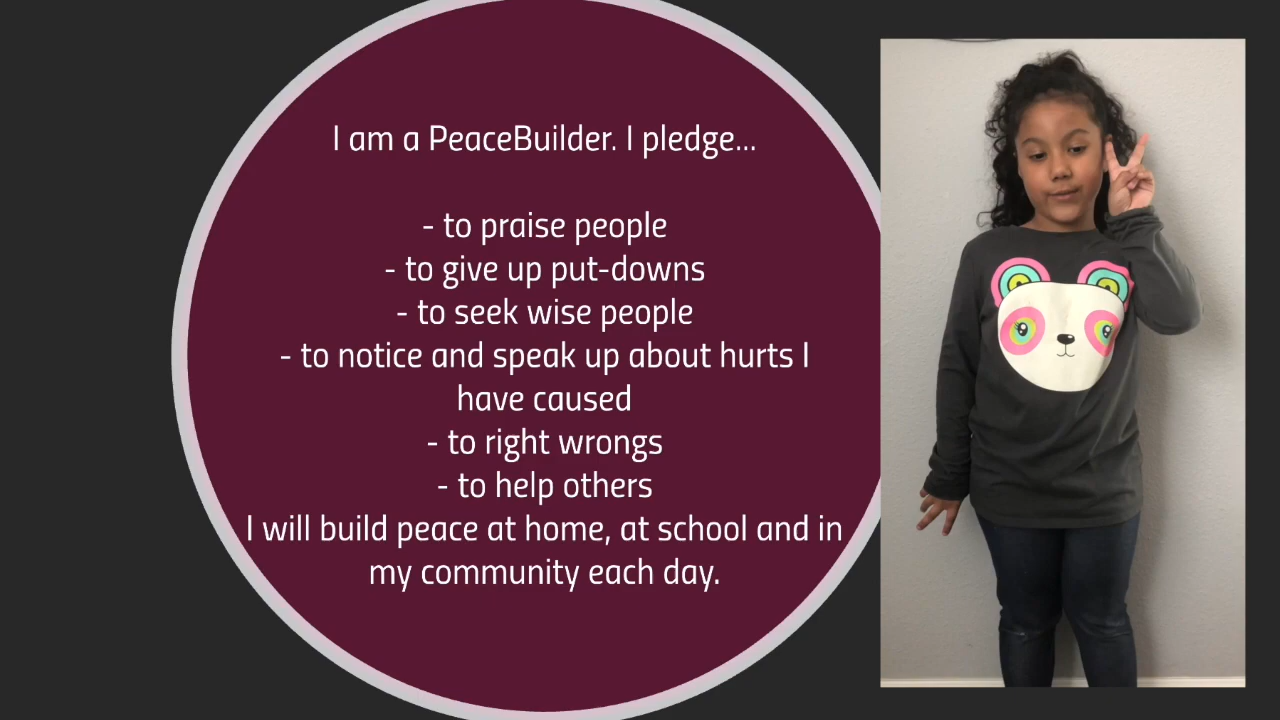 I am a PeaceBuilder. I pledge...
- to praise people
- to give up put-downs
- to seek wise people
- to notice and speak up about hurts I
have caused
- to right wrongs
- to help others
I will build peace at home, at school and in
my community each day.